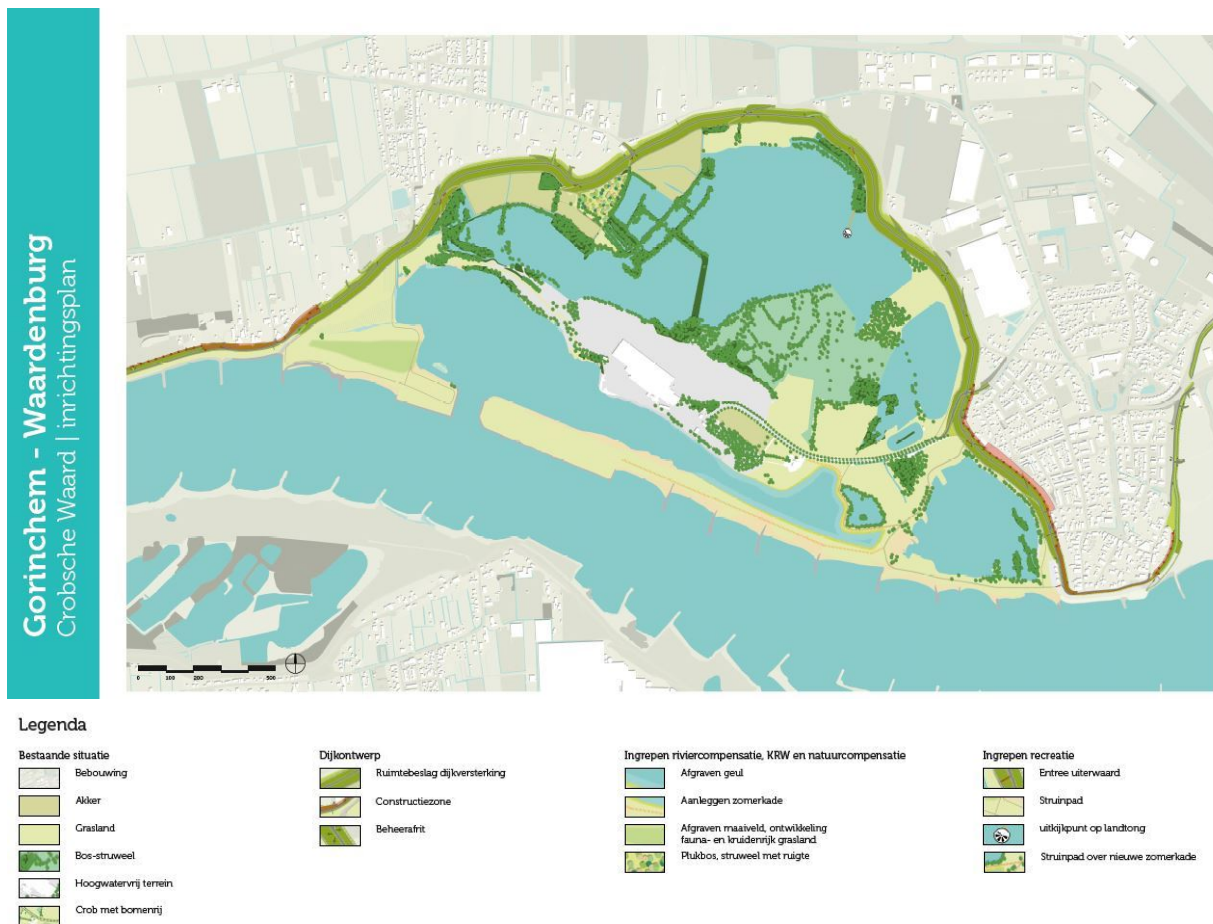 Gorinchem - Waardenburg
Crobsche Waard | inrichtingsplan
0 100 200 500
Legenda
Bestaande situatie
Bebouwing
Akker
Grasland
Bos-struweel
Hoogwatervrij terrein
Crob met bomenrij
Dijkontwerp
Ruimtebeslag dijkversterking
Constructiezone
Beheerafrit
Ingrepen riviercompensatie, KRW en natuurcompensatie
Afgraven geul
Aanleggen zomerkade
Afgraven maaiveld, ontwikkeling
fauna- en kruidenrijk grasland
Plukbos, struweel met ruigte
Ingrepen recreatie
Entree uiterwaard
Struinpad
uitkijkpunt op landtong
Struinpad over nieuwe zomerkade